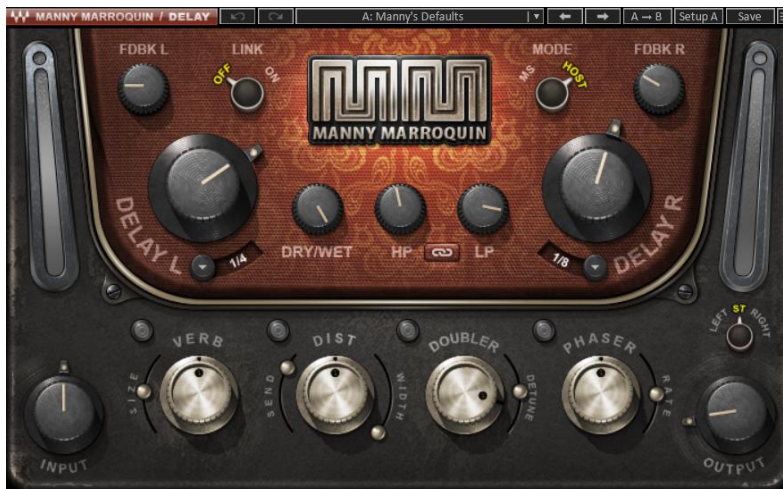 MANNY MARROQUIN / DELAY
A: Manny's Defaults
A → B
Setup A
Save
FDBK L
LINK
OFF
ON
MODE
MS
HOST
FDBK R
MM
MANNY MARROQUIN
DELAY L
1/4
DRY/WET
HP
LP
1/8
DELAY R
LEFT ST RIGHT
VERB
SIZE
DIST
SEND
WIDTH
DOUBLER
DETUNE
PHASER
RATE
INPUT
OUTPUT